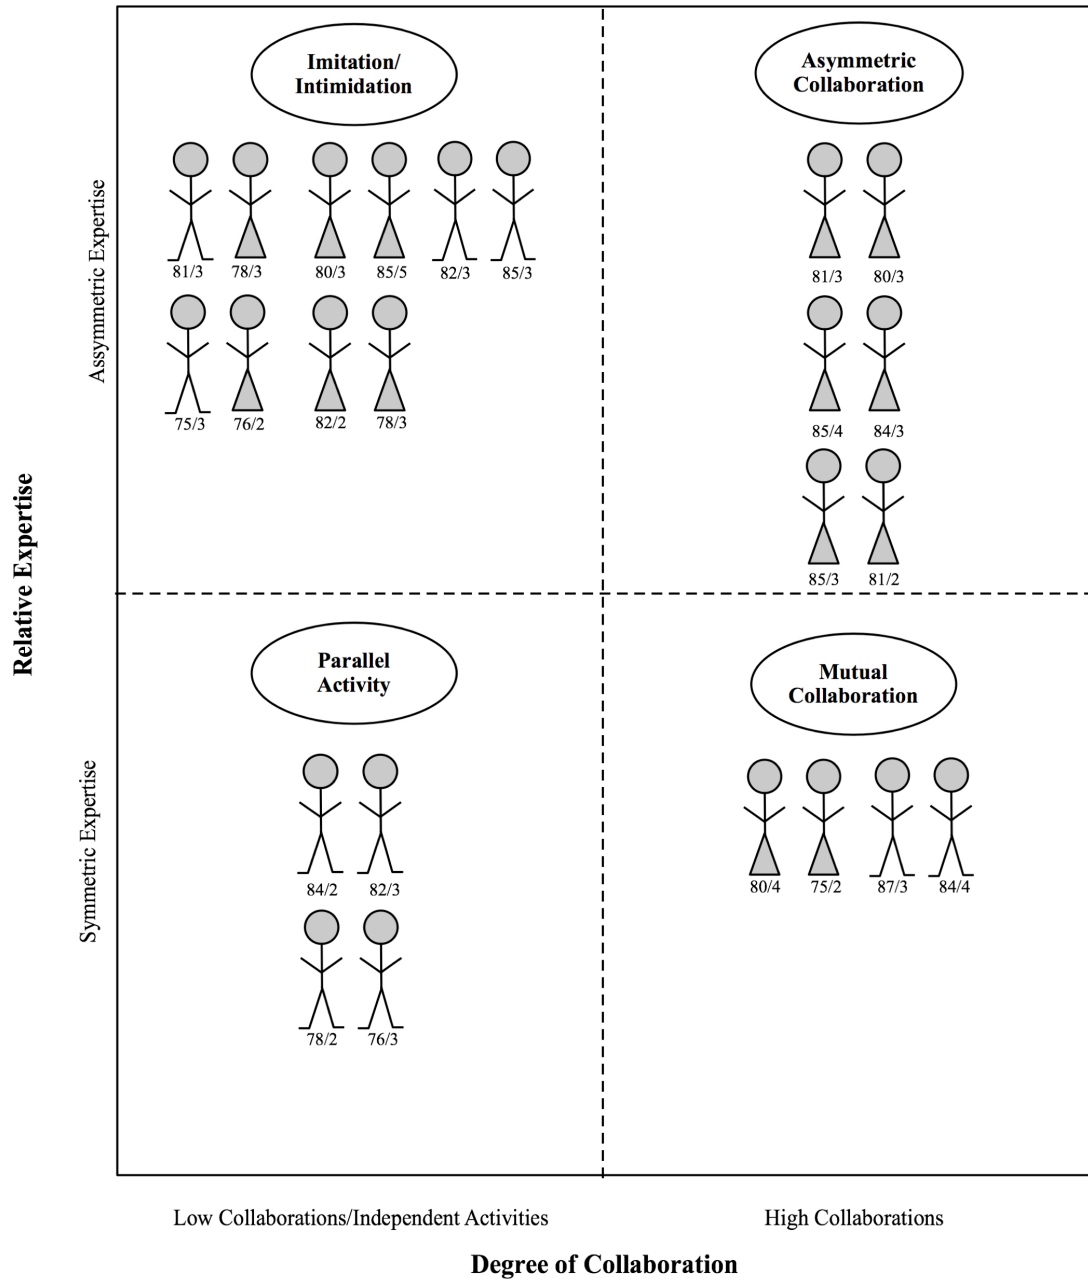 Imitation/
Intimidation
Asymmetric
Collaboration
81/3 78/3 80/3 85/5 82/3 85/3
81/3 80/3
75/3 76/2 82/2 78/3
85/4 84/3
85/3 81/2
Assymmetric Expertise
Relative Expertise
Parallel
Activity
Mutual
Collaboration
84/2 82/3
80/4 75/2 87/3 84/4
78/2 76/3
Symmetric Expertise
Low Collaborations/Independent Activities
High Collaborations
Degree of Collaboration